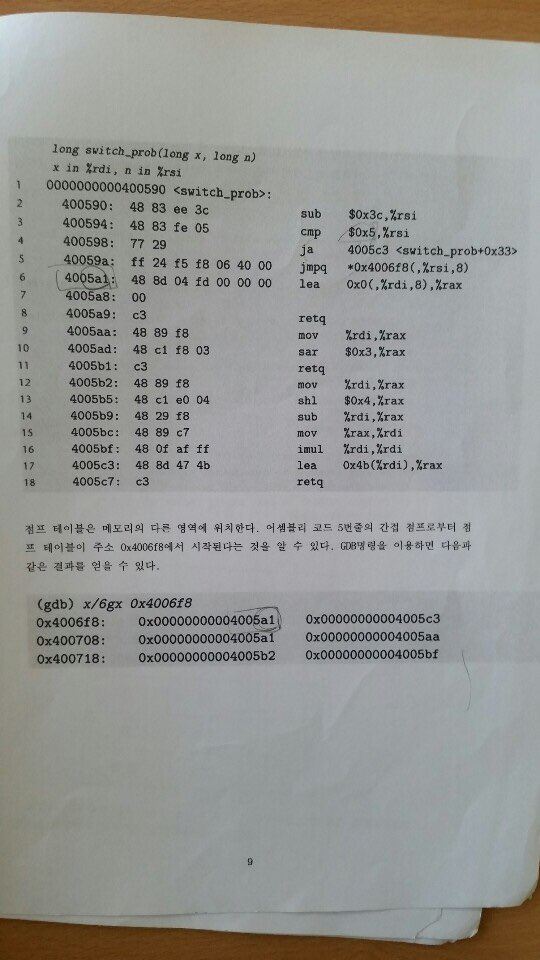 long switch_prob(long x, long n)
x in %rdi, n in %rsi
1 0000000000400590 <switch_prob>:
2 400590: 48 83 ee 3c sub $0x3c,%rsi
3 400594: 48 83 fe 05 cmp $0x5,%rsi
4 400598: 77 29 ja 4005c3 <switch_prob+0x33>
5 40059a: ff 24 f5 f8 06 40 00 jmpq *0x4006f8(,%rsi,8)
6 4005a1: 48 8d 04 fd 00 00 00 lea 0x0(,%rdi,8),%rax
7 4005a8: 00
8 4005a9: c3 retq
9 4005aa: 48 89 f8 mov %rdi,%rax
10 4005ad: 48 c1 f8 03 sar $0x3,%rax
11 4005b1: c3 retq
12 4005b2: 48 89 f8 mov %rdi,%rax
13 4005b5: 48 c1 e0 04 shl $0x4,%rax
14 4005b9: 48 29 f8 sub %rdi,%rax
15 4005bc: 48 89 c7 mov %rax,%rdi
16 4005bf: 48 0f af ff imul %rdi,%rdi
17 4005c3: 48 8d 47 4b lea 0x4b(%rdi),%rax
18 4005c7: c3 retq
점프 테이블은 메모리의 다른 영역에 위치한다. 어셈블리 코드 5번줄의 간접 점프로부터 점
프 테이블이 주소 0x4006f8에서 시작된다는 것을 알 수 있다. GDB명령을 이용하면 다음과
같은 결과를 얻을 수 있다.
(gdb) x/6gx 0x4006f8
0x4006f8: 0x00000000004005a1 0x00000000004005c3
0x400708: 0x00000000004005a1 0x00000000004005aa
0x400718: 0x00000000004005b2 0x00000000004005bf
9